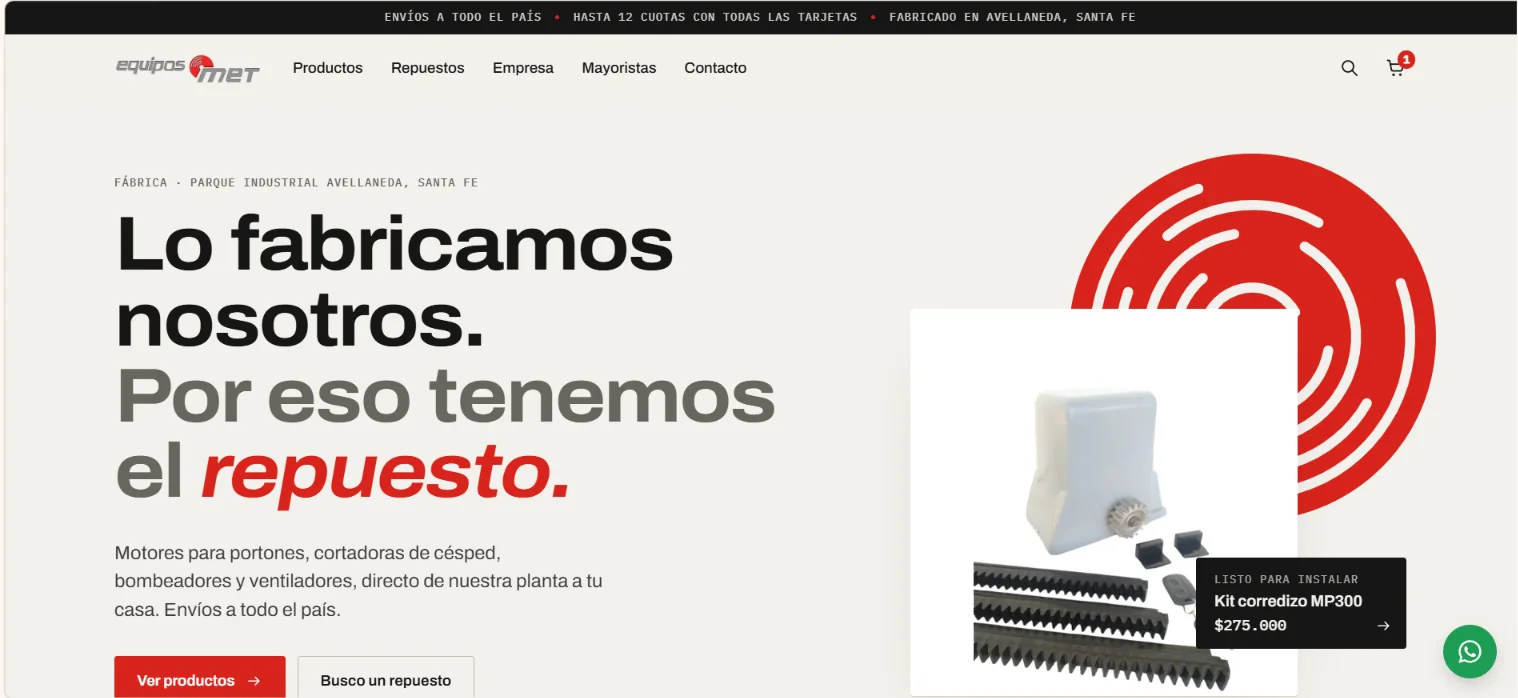 ENVÍOS A TODO EL PAÍS • HASTA 12 CUOTAS CON TODAS LAS TARJETAS • FABRICADO EN AVELLANEDA, SANTA FE
equipos MET
Productos Repuestos Empresa Mayoristas Contacto
1
FÁBRICA · PARQUE INDUSTRIAL AVELLANEDA, SANTA FE
Lo fabricamos
nosotros.
Por eso tenemos
el repuesto.
Motores para portones, cortadoras de césped,
bombeadores y ventiladores, directo de nuestra planta a tu
casa. Envíos a todo el país.
Ver productos →
Busco un repuesto
LISTO PARA INSTALAR
Kit corredizo MP300
$275.000 →